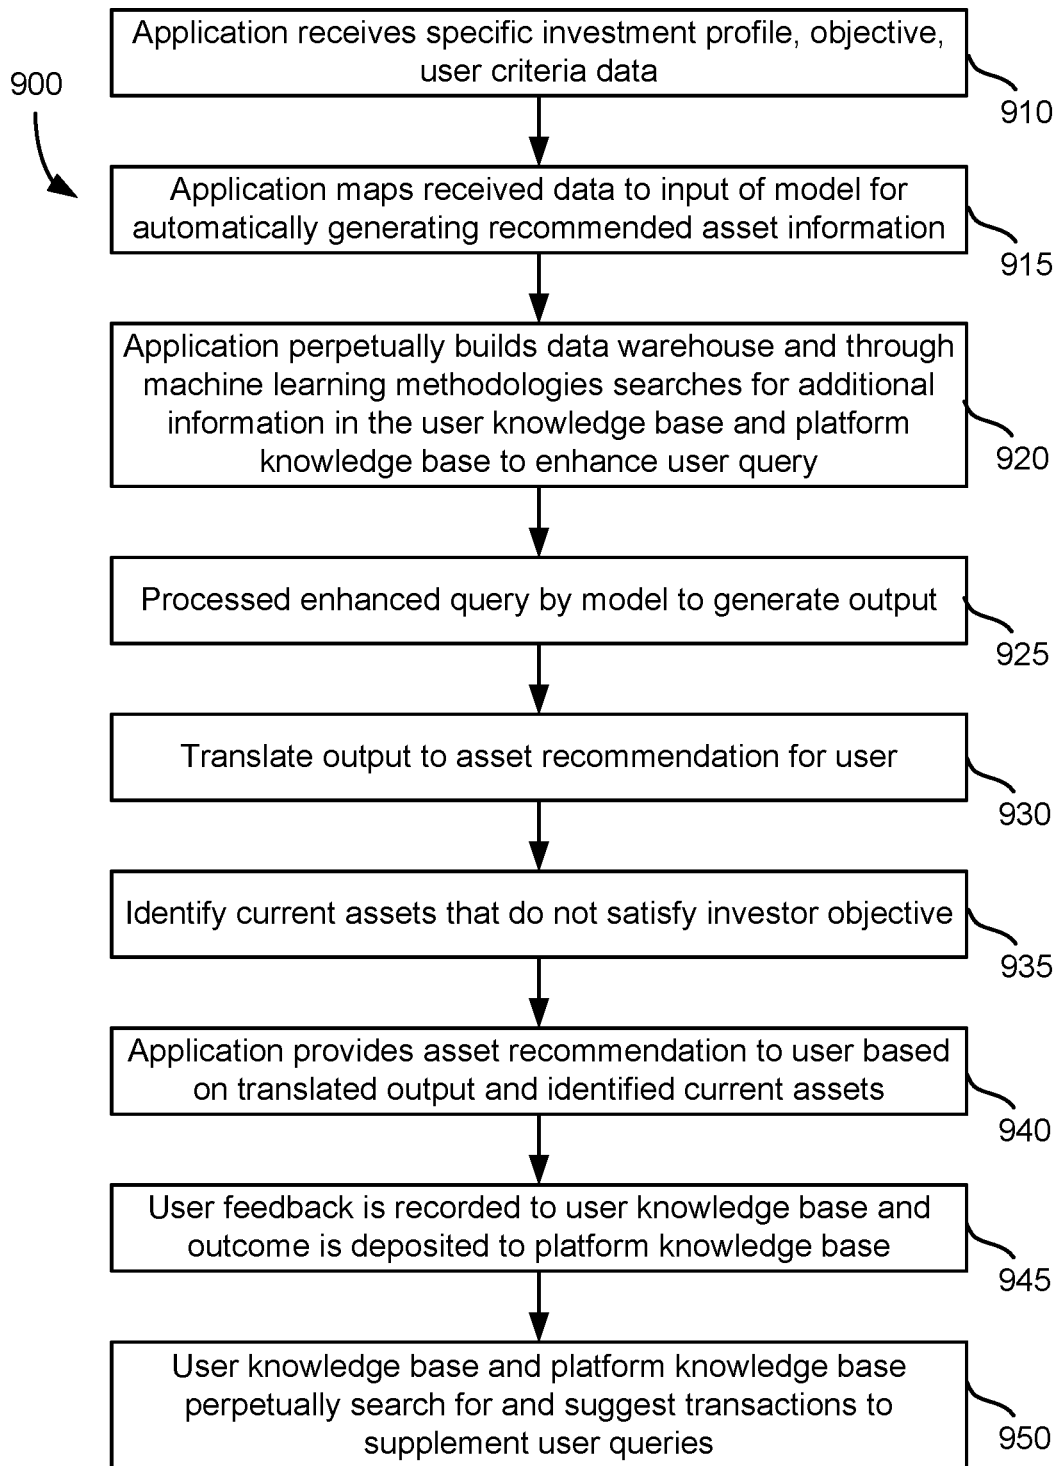 Application receives specific investment profile, objective,
user criteria data
900
910
Application maps received data to input of model for
automatically generating recommended asset information
915
Application perpetually builds data warehouse and through
machine learning methodologies searches for additional
information in the user knowledge base and platform
knowledge base to enhance user query
920
Processed enhanced query by model to generate output
925
Translate output to asset recommendation for user
930
Identify current assets that do not satisfy investor objective
935
Application provides asset recommendation to user based
on translated output and identified current assets
940
User feedback is recorded to user knowledge base and
outcome is deposited to platform knowledge base
945
User knowledge base and platform knowledge base
perpetually search for and suggest transactions to
supplement user queries
950